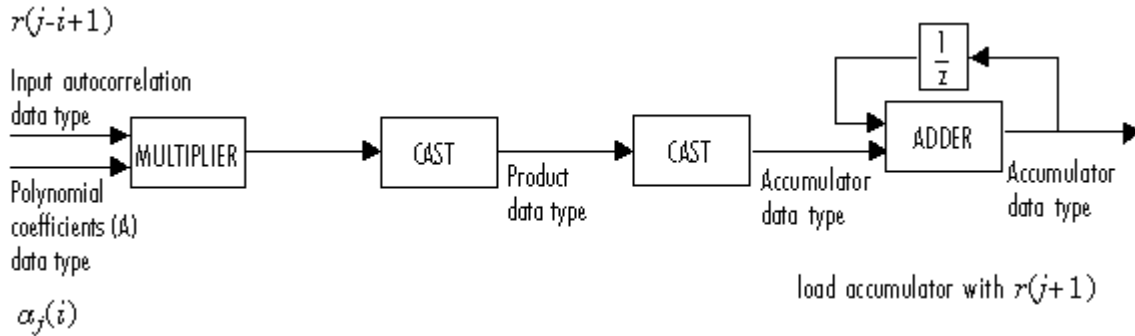 r(j-i+1)
Input autocorrelation
data type
MULTIPLIER
Polynomial
coefficients (A)
data type
α_j(i)
CAST
Product
data type
CAST
Accumulator
data type
1
z
ADDER
Accumulator
data type
load accumulator with r(j+1)